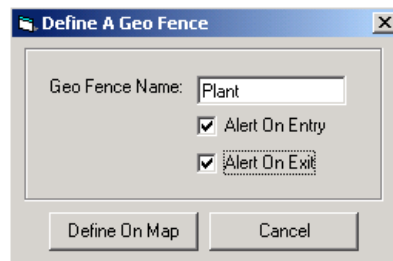 Define A Geo Fence
Geo Fence Name: Plant
Alert On Entry
Alert On Exit
Define On Map Cancel